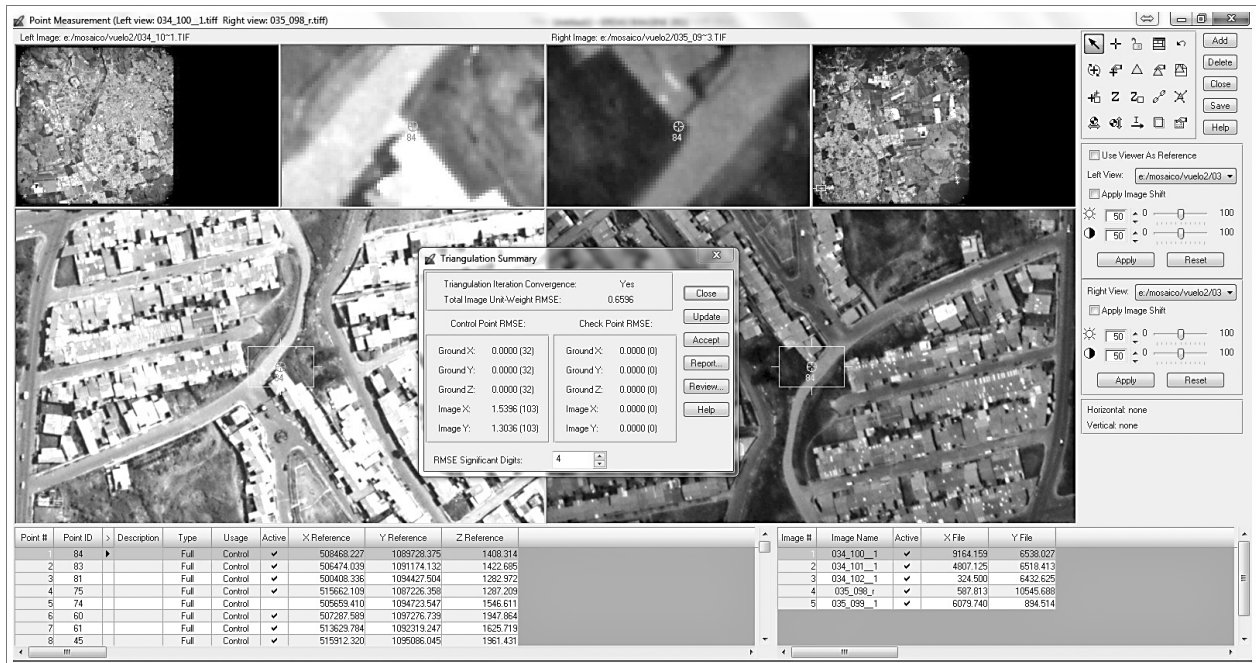 Point Measurement (Left view: 034_100__1.tiff Right view: 035_098_r.tiff)
Left Image: e:/mosaico/vuelo2/034_10~1.TIF
Right Image: e:/mosaico/vuelo2/035_09~3.TIF
84
84
84
84
Add
Delete
Close
Save
Help
Use Viewer As Reference
Left View: e:/mosaico/vuelo2/03
Apply Image Shift
50 0 100
50 0 100
Apply Reset
Right View: e:/mosaico/vuelo2/03
Apply Image Shift
50 0 100
50 0 100
Apply Reset
Horizontal: none
Vertical: none
Triangulation Summary
Triangulation Iteration Convergence: Yes
Total Image Unit-Weight RMSE: 0.6596
Control Point RMSE: Check Point RMSE:
Ground X: 0.0000 (32) Ground X: 0.0000 (0)
Ground Y: 0.0000 (32) Ground Y: 0.0000 (0)
Ground Z: 0.0000 (32) Ground Z: 0.0000 (0)
Image X: 1.5396 (103) Image X: 0.0000 (0)
Image Y: 1.3036 (103) Image Y: 0.0000 (0)
RMSE Significant Digits: 4
Close
Update
Accept
Report...
Review...
Help
Point # Point ID > Description Type Usage Active X Reference Y Reference Z Reference
1 84 Full Control 508468.227 1089728.375 1408.314
2 83 Full Control 506474.039 1091174.132 1422.685
3 81 Full Control 500408.336 1094427.504 1282.972
4 75 Full Control 515662.109 1087226.358 1287.209
5 74 Full Control 505659.410 1094723.547 1546.611
6 60 Full Control 507287.589 1097276.739 1947.864
7 61 Full Control 513629.784 1092319.247 1625.719
8 45 Full Control 515912.320 1095086.045 1961.431
Image # Image Name Active X File Y File
1 034_100__1 9164.159 6538.027
2 034_101__1 4807.125 6518.413
3 034_102__1 324.500 6432.625
4 035_098_r 587.813 10545.688
5 035_099__1 6079.740 894.514